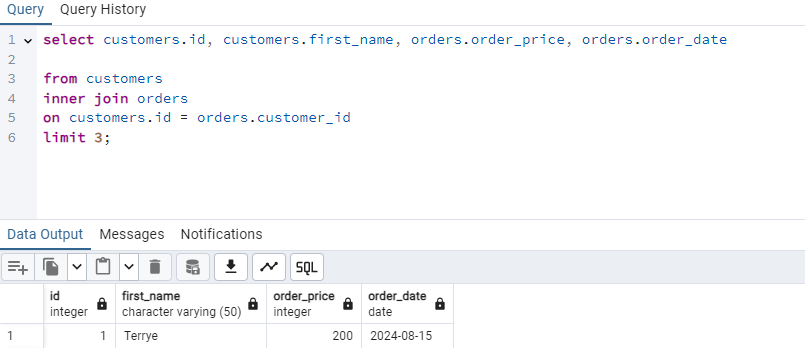 Query Query History
1 select customers.id, customers.first_name, orders.order_price, orders.order_date
2
3 from customers
4 inner join orders
5 on customers.id = orders.customer_id
6 limit 3;
Data Output Messages Notifications
SQL
id first_name order_price order_date
integer character varying (50) integer date
1 1 Terrye 200 2024-08-15